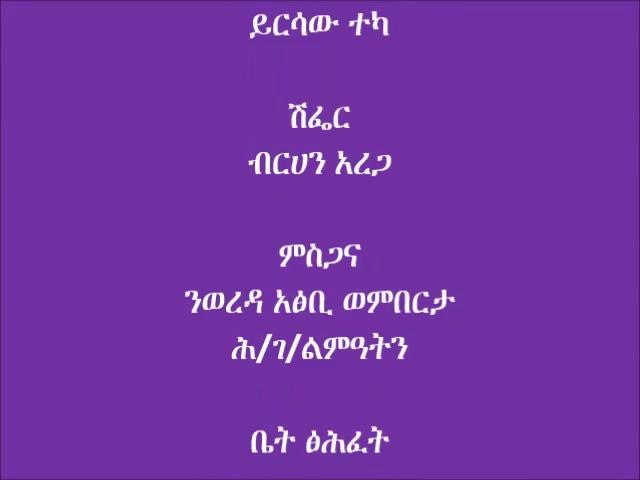 ይርሳው ተካ
ሽፌር
ብርሀን አረጋ
ምስጋና
ንወረዳ አፅቢ ወምበርታ
ሕ/ገ/ልምዓትን
ቤት ፅሕፈት